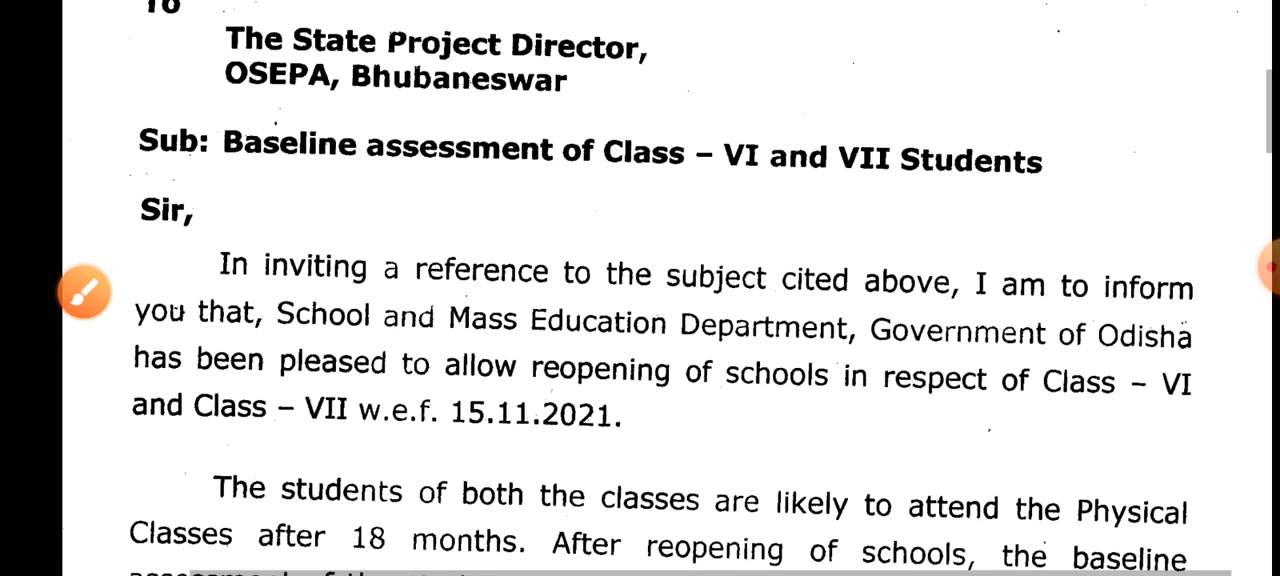 To
The State Project Director,
OSEPA, Bhubaneswar
Sub: Baseline assessment of Class – VI and VII Students
Sir,
In inviting a reference to the subject cited above, I am to inform
you that, School and Mass Education Department, Government of Odisha
has been pleased to allow reopening of schools in respect of Class – VI
and Class – VII w.e.f. 15.11.2021.
The students of both the classes are likely to attend the Physical
Classes after 18 months. After reopening of schools, the baseline